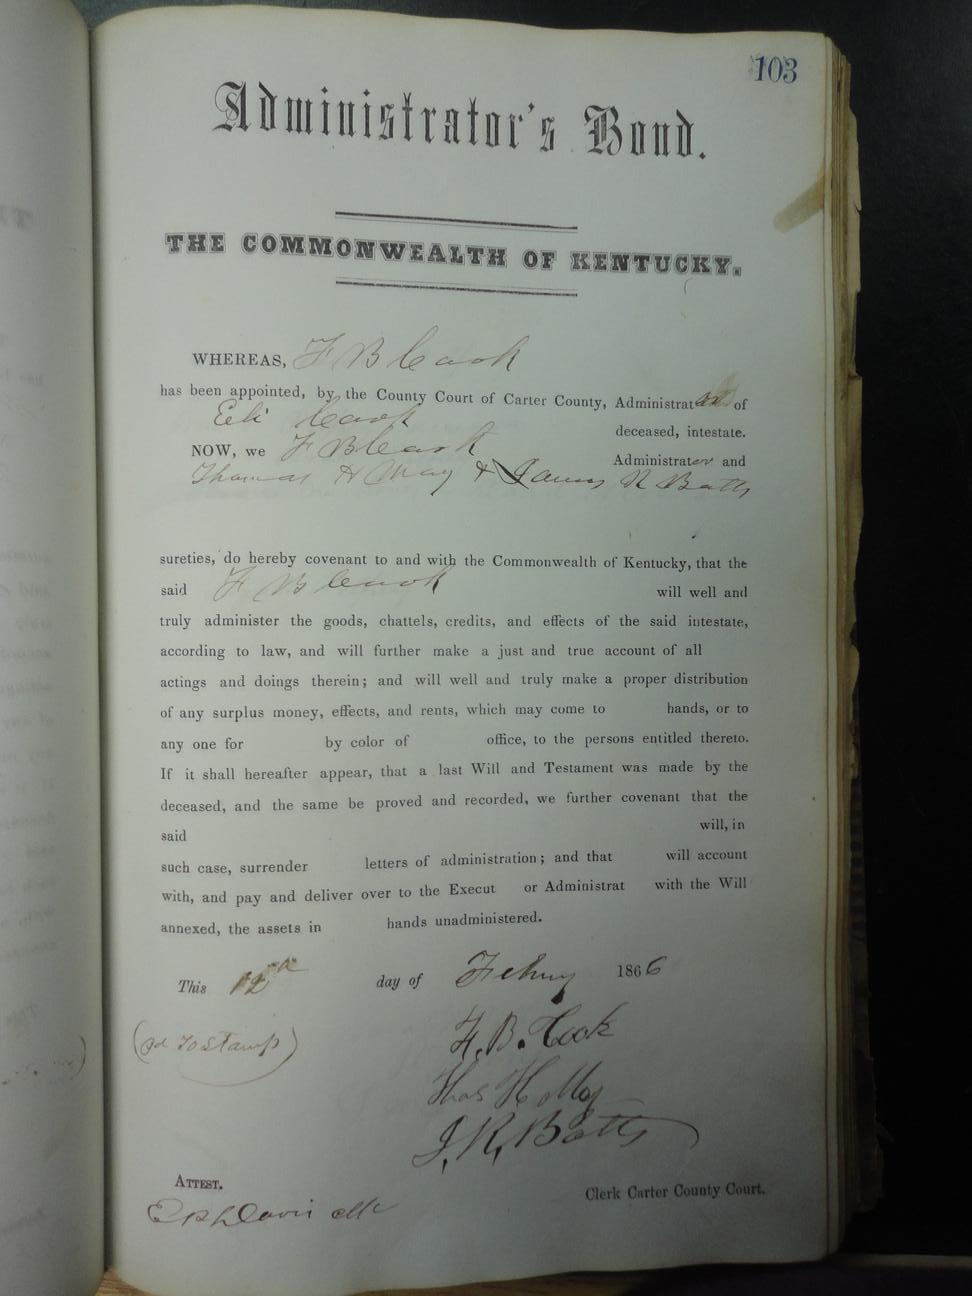 103
Administrator's Bond.
THE COMMONWEALTH OF KENTUCKY.
WHEREAS, F B Cook
has been appointed, by the County Court of Carter County, Administrator of
Eli Cook deceased, intestate.
NOW, we F B Cook Administrator and
Thomas H May & James R Batts
sureties, do hereby covenant to and with the Commonwealth of Kentucky, that the
said F B Cook will well and
truly administer the goods, chattels, credits, and effects of the said intestate,
according to law, and will further make a just and true account of all
actings and doings therein; and will well and truly make a proper distribution
of any surplus money, effects, and rents, which may come to hands, or to
any one for by color of office, to the persons entitled thereto.
If it shall hereafter appear, that a last Will and Testament was made by the
deceased, and the same be proved and recorded, we further covenant that the
said will, in
such case, surrender letters of administration; and that will account
with, and pay and deliver over to the Execut or Administrat with the Will
annexed, the assets in hands unadministered.
This 12th day of Febuy 1866
F. B. Cook
Stamp)
Thos H May
J. R. Batts
ATTEST.
Clerk Carter County Court.
Davis